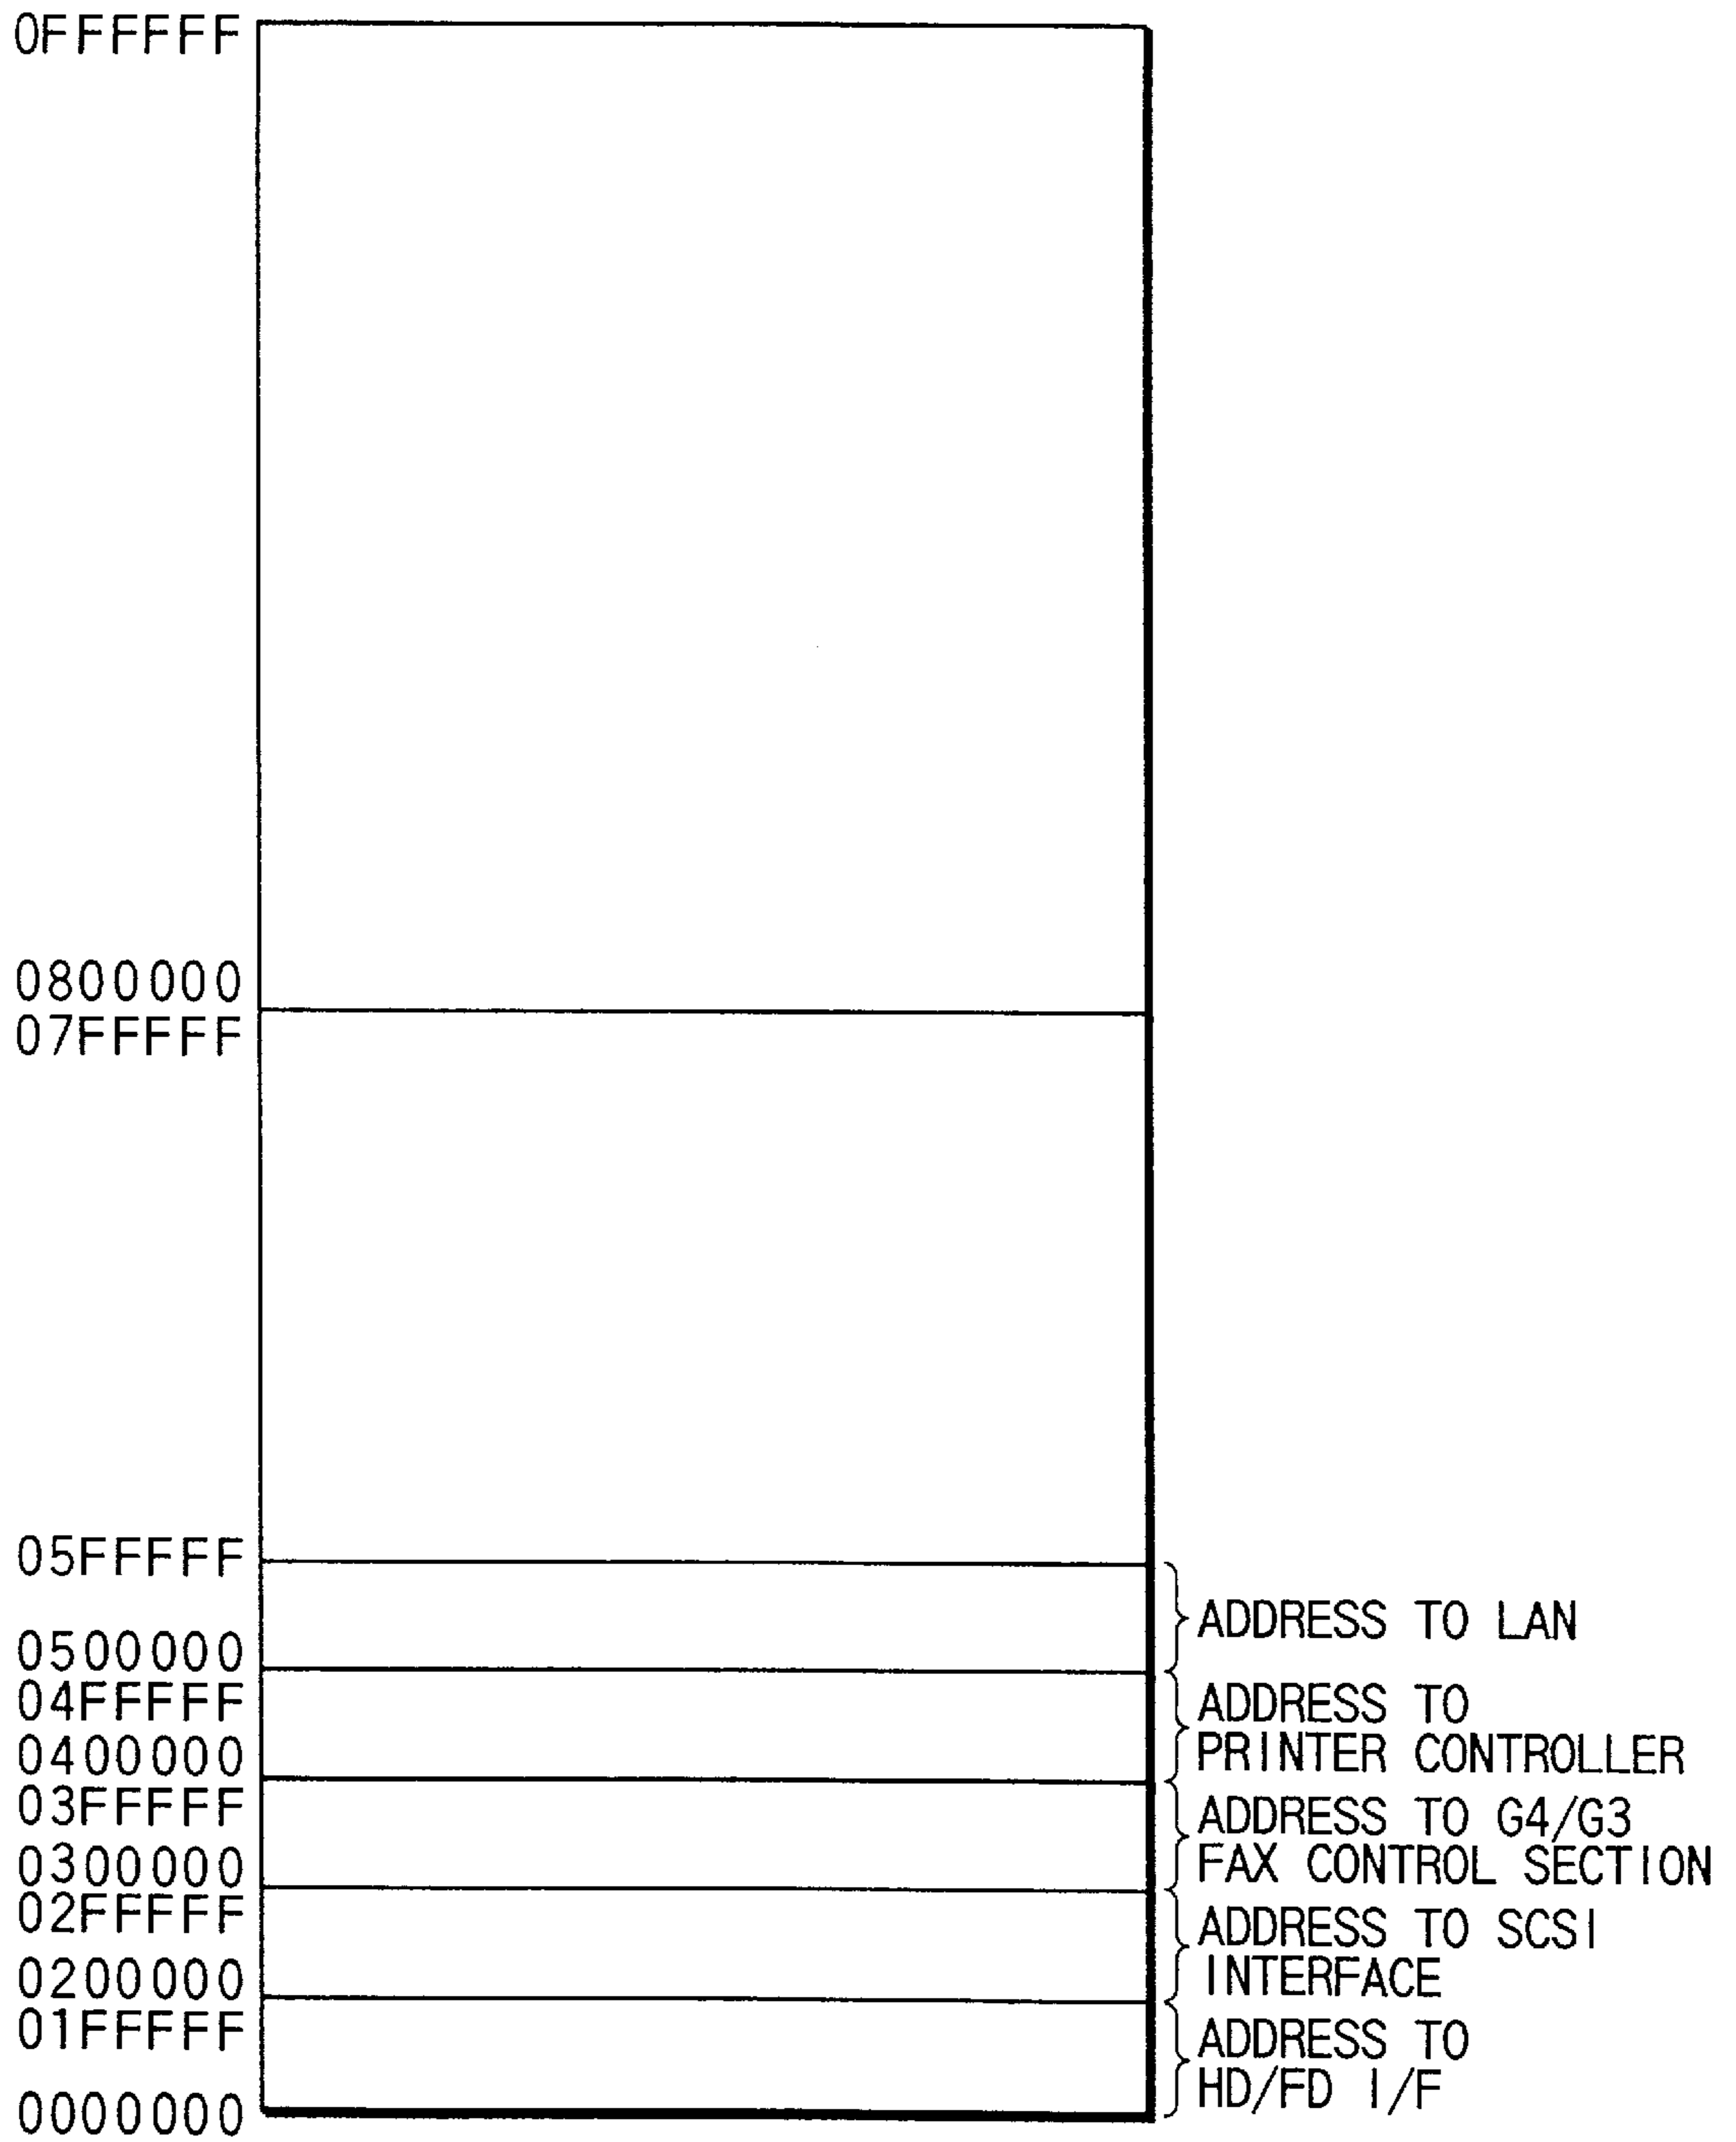 0FFFFFF
0800000
07FFFFF
05FFFFF
ADDRESS TO LAN
0500000
04FFFFF
ADDRESS TO
PRINTER CONTROLLER
0400000
03FFFFF
ADDRESS TO G4/G3
FAX CONTROL SECTION
0300000
02FFFFF
ADDRESS TO SCSI
INTERFACE
0200000
01FFFFF
ADDRESS TO
HD/FD I/F
0000000